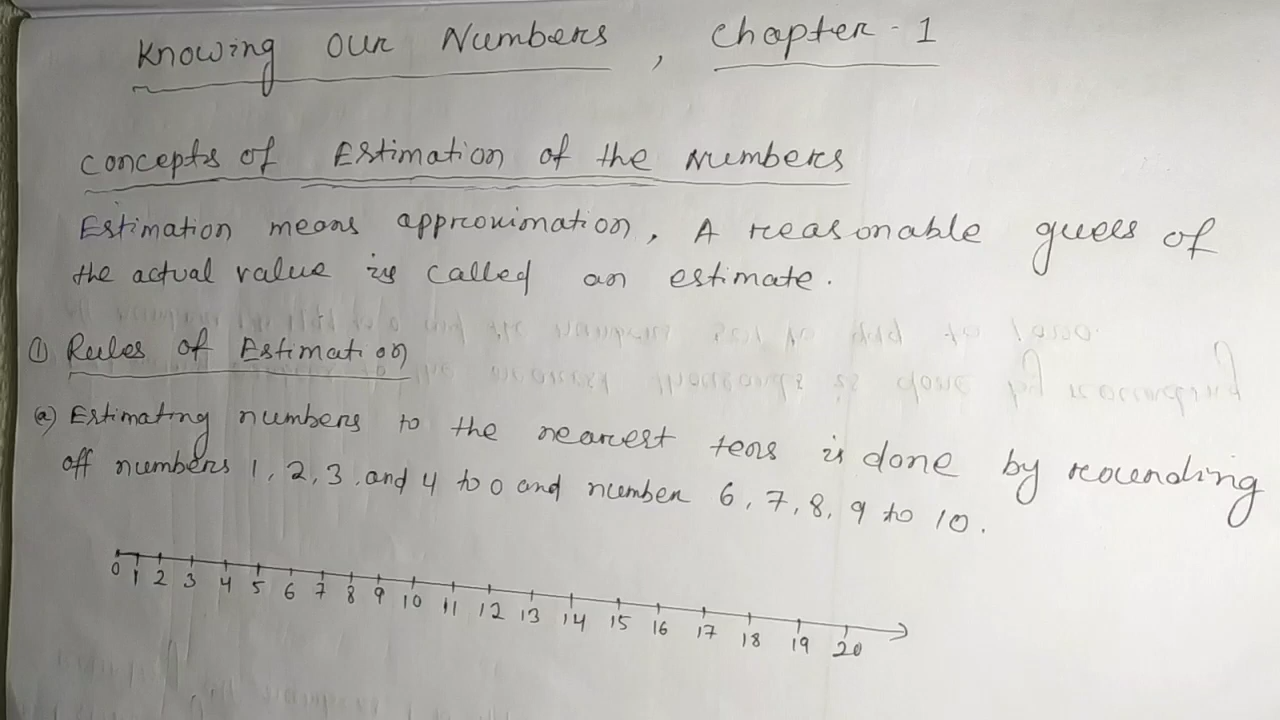 Knowing Our Numbers, Chapter - 1
Concepts of Estimation of the Numbers
Estimation means approximation, A reasonable guess of
the actual value is called an estimate.
① Rules of Estimation
(a) Estimating numbers to the nearest tens is done by rounding
off numbers 1, 2, 3, and 4 to 0 and number 6, 7, 8, 9 to 10.
0 1 2 3 4 5 6 7 8 9 10 11 12 13 14 15 16 17 18 19 20